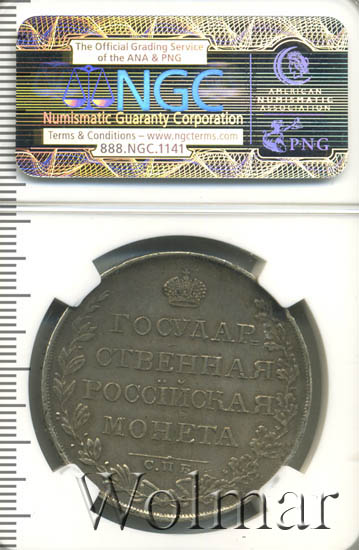 The Official Grading Service
of the ANA & PNG
NGC
Numismatic Guaranty Corporation
Terms & Conditions – www.ngcterms.com
888.NGC.1141
AMERICAN
NUMISMATIC
ASSOCIATION
PNG
ГОСУДАР
СТВЕННАЯ
РОССІЙСКАЯ
МОНЕТА
С.П.Б.
Wolmar